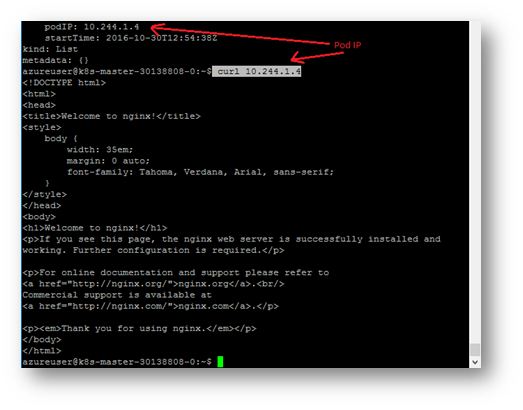 podIP: 10.244.1.4
startTime: 2016-10-30T12:54:38Z
Pod IP
kind: List
metadata: {}
azureuser@k8s-master-30138808-0:~$ curl 10.244.1.4
<!DOCTYPE html>
<html>
<head>
<title>Welcome to nginx!</title>
<style>
    body {
        width: 35em;
        margin: 0 auto;
        font-family: Tahoma, Verdana, Arial, sans-serif;
    }
</style>
</head>
<body>
<h1>Welcome to nginx!</h1>
<p>If you see this page, the nginx web server is successfully installed and
working. Further configuration is required.</p>

<p>For online documentation and support please refer to
<a href="http://nginx.org/">nginx.org</a>.<br/>
Commercial support is available at
<a href="http://nginx.com/">nginx.com</a>.</p>

<p><em>Thank you for using nginx.</em></p>
</body>
</html>
azureuser@k8s-master-30138808-0:~$